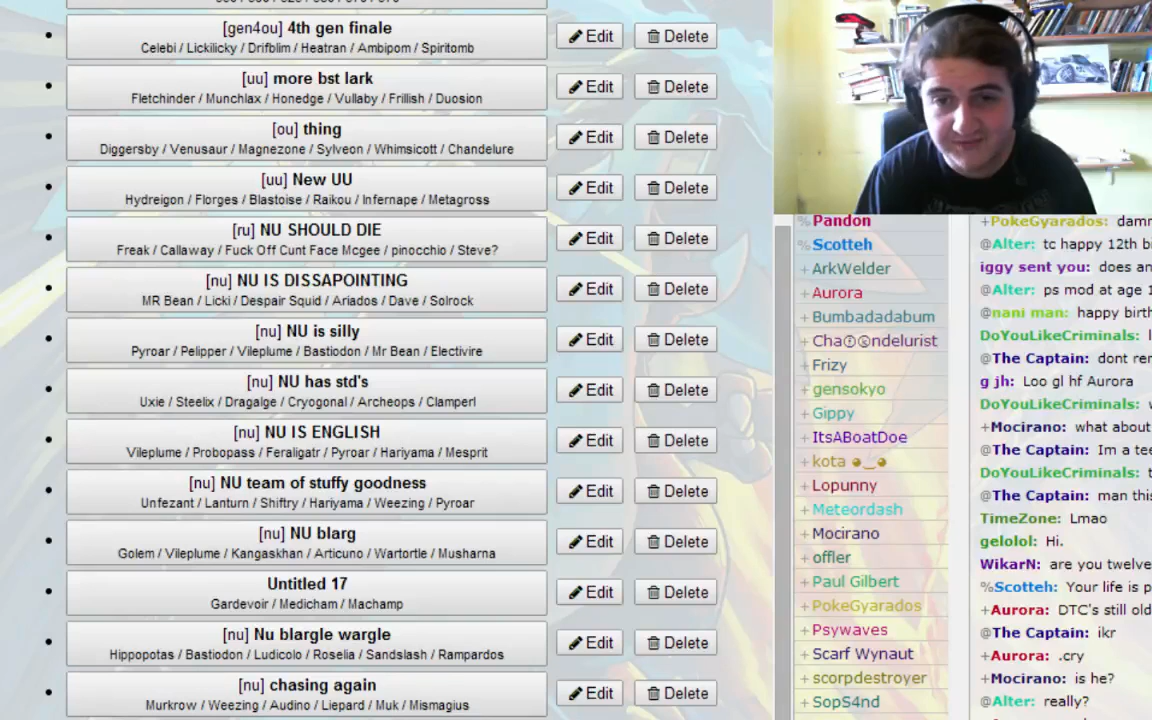 [gen4ou] 4th gen finale
Celebi / Lickilicky / Drifblim / Heatran / Ambipom / Spiritomb
Edit Delete
[uu] more bst lark
Fletchinder / Munchlax / Honedge / Vullaby / Frillish / Duosion
Edit Delete
[ou] thing
Diggersby / Venusaur / Magnezone / Sylveon / Whimsicott / Chandelure
Edit Delete
[uu] New UU
Hydreigon / Florges / Blastoise / Raikou / Infernape / Metagross
Edit Delete
[ru] NU SHOULD DIE
Freak / Callaway / Fuck Off Cunt Face Mcgee / pinocchio / Steve?
Edit Delete
[nu] NU IS DISSAPOINTING
MR Bean / Licki / Despair Squid / Ariados / Dave / Solrock
Edit Delete
[nu] NU is silly
Pyroar / Pelipper / Vileplume / Bastiodon / Mr Bean / Electivire
Edit Delete
[nu] NU has std's
Uxie / Steelix / Dragalge / Cryogonal / Archeops / Clamperl
Edit Delete
[nu] NU IS ENGLISH
Vileplume / Probopass / Feraligatr / Pyroar / Hariyama / Mesprit
Edit Delete
[nu] NU team of stuffy goodness
Unfezant / Lanturn / Shiftry / Hariyama / Weezing / Pyroar
Edit Delete
[nu] NU blarg
Golem / Vileplume / Kangaskhan / Articuno / Wartortle / Musharna
Edit Delete
Untitled 17
Gardevoir / Medicham / Machamp
Edit Delete
[nu] Nu blargle wargle
Hippopotas / Bastiodon / Ludicolo / Roselia / Sandslash / Rampardos
Edit Delete
[nu] chasing again
Murkrow / Weezing / Audino / Liepard / Muk / Mismagius
Edit Delete
%Pandon
%Scotteh
+ArkWelder
+Aurora
+Bumbadadabum
+Chaⓕⓒndelurist
+Frizy
+gensokyo
+Gippy
+ItsABoatDoe
+kota
+Lopunny
+Meteordash
+Mocirano
+offler
+Paul Gilbert
+PokeGyarados
+Psywaves
+Scarf Wynaut
+scorpdestroyer
+SopS4nd
+PokeGyarados: damn
@Alter: tc happy 12th bi
iggy sent you: does an
@Alter: ps mod at age 1
@nani man: happy birth
DoYouLikeCriminals: l
@The Captain: dont rer
g jh: Loo gl hf Aurora
DoYouLikeCriminals: w
+Mocirano: what about
@The Captain: Im a tee
DoYouLikeCriminals: t
@The Captain: man this
TimeZone: Lmao
gelolol: Hi.
WikarN: are you twelve
%Scotteh: Your life is p
+Aurora: DTC's still old
@The Captain: ikr
+Aurora: .cry
+Mocirano: is he?
@Alter: really?